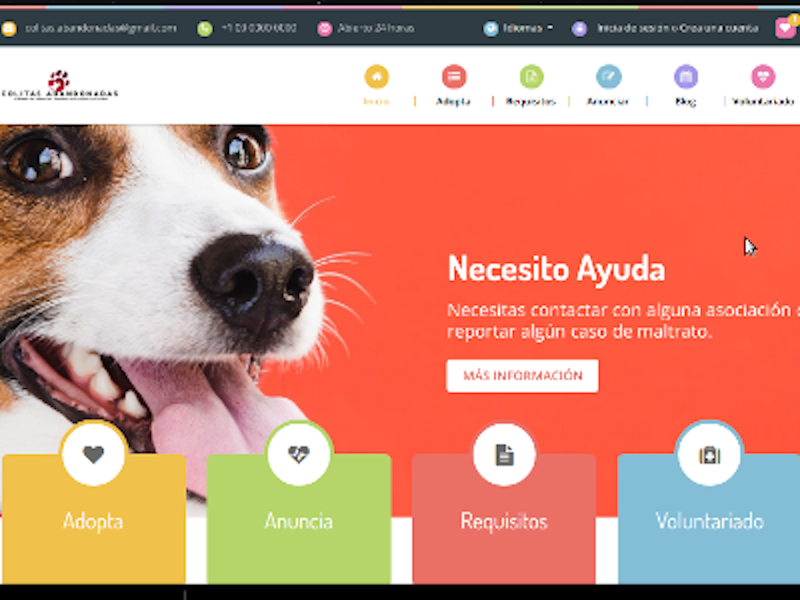 colitas.abandonadas@gmail.com
+1 00 0000 0000
Abierto 24 horas
Idiomas
Inicia de sesión o Crea una cuenta
COLITAS ABANDONADAS
Inicio
Adopta
Requisitos
Anunciar
Blog
Voluntariado
Necesito Ayuda
Necesitas contactar con alguna asociación
reportar algún caso de maltrato.
MÁS INFORMACIÓN
Adopta
Anuncia
Requisitos
Voluntariado